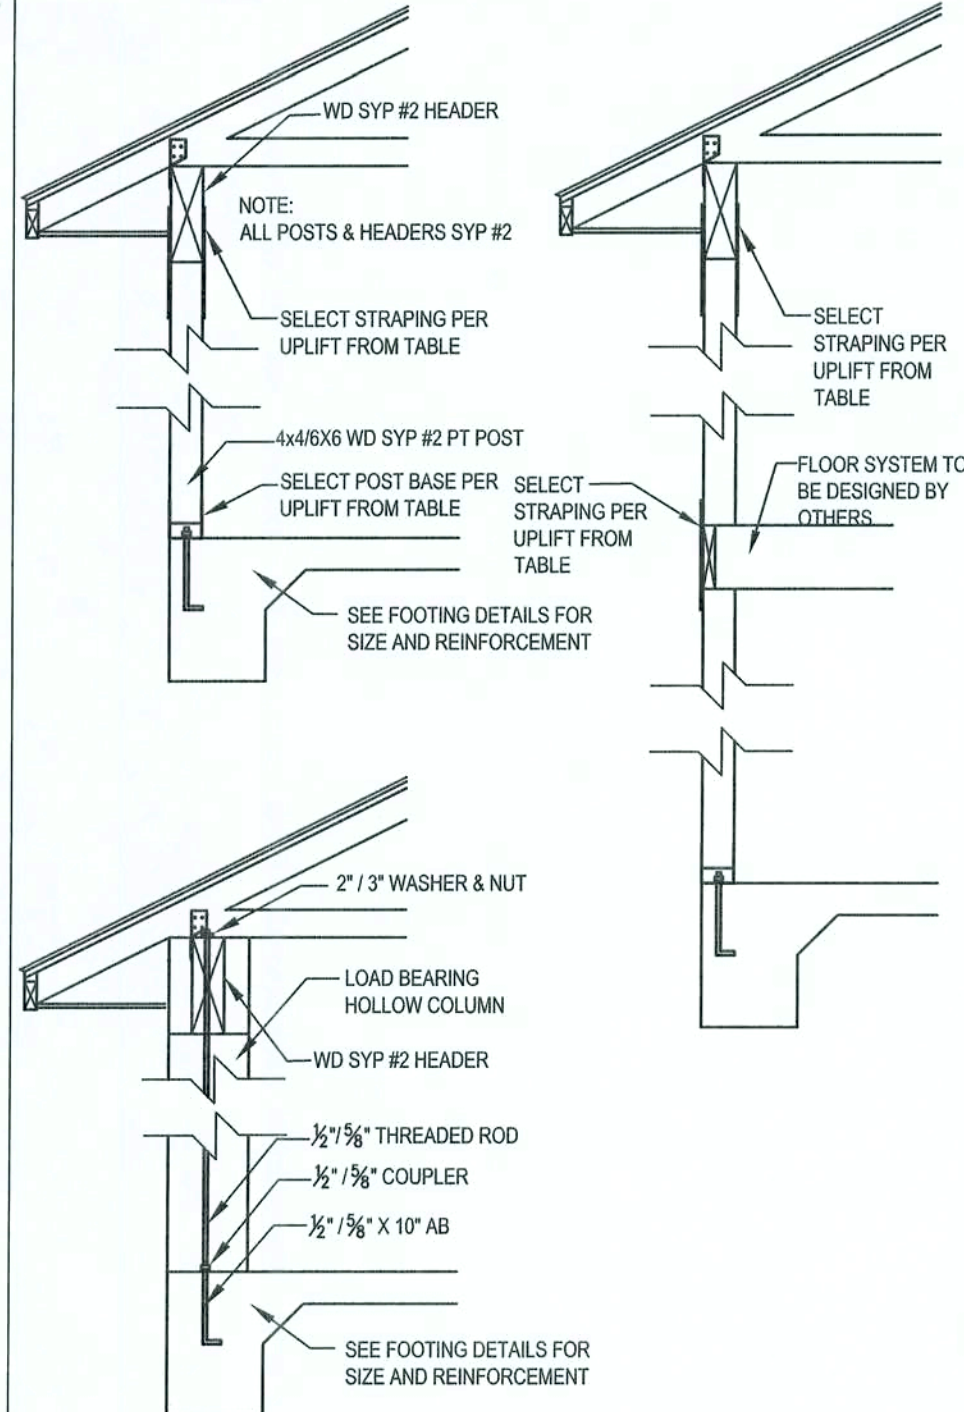 WD SYP #2 HEADER
NOTE:
ALL POSTS & HEADERS SYP #2
SELECT STRAPING PER
UPLIFT FROM TABLE
4x4/6X6 WD SYP #2 PT POST
SELECT POST BASE PER
UPLIFT FROM TABLE
SEE FOOTING DETAILS FOR
SIZE AND REINFORCEMENT
SELECT
STRAPING PER
UPLIFT FROM
TABLE
SELECT
STRAPING PER
UPLIFT FROM
TABLE
FLOOR SYSTEM TO
BE DESIGNED BY
OTHERS
2" / 3" WASHER & NUT
LOAD BEARING
HOLLOW COLUMN
WD SYP #2 HEADER
½"/⅝" THREADED ROD
½" / ⅝" COUPLER
½" / ⅝" X 10" AB
SEE FOOTING DETAILS FOR
SIZE AND REINFORCEMENT